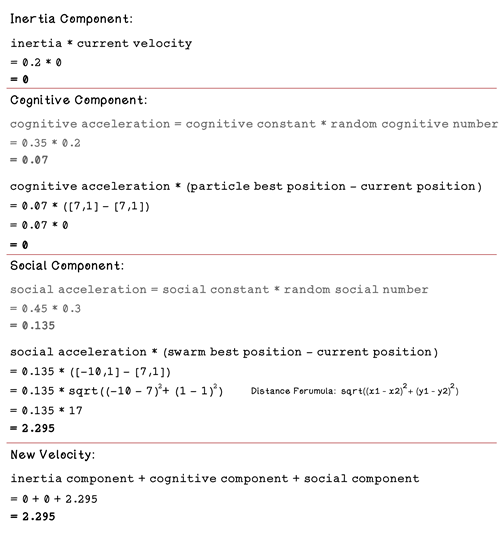 Inertia Component:
inertia * current velocity
= 0.2 * 0
= 0
Cognitive Component:
cognitive acceleration = cognitive constant * random cognitive number
= 0.35 * 0.2
= 0.07
cognitive acceleration * (particle best position - current position)
= 0.07 * ([7,1] - [7,1])
= 0.07 * 0
= 0
Social Component:
social acceleration = social constant * random social number
= 0.45 * 0.3
= 0.135
social acceleration * (swarm best position - current position)
= 0.135 * ([-10,1] - [7,1])
= 0.135 * sqrt((-10 - 7)²+ (1 - 1)²) Distance Forumula: sqrt((x1 - x2)²+ (y1 - y2)²)
= 0.135 * 17
= 2.295
New Velocity:
inertia component + cognitive component + social component
= 0 + 0 + 2.295
= 2.295